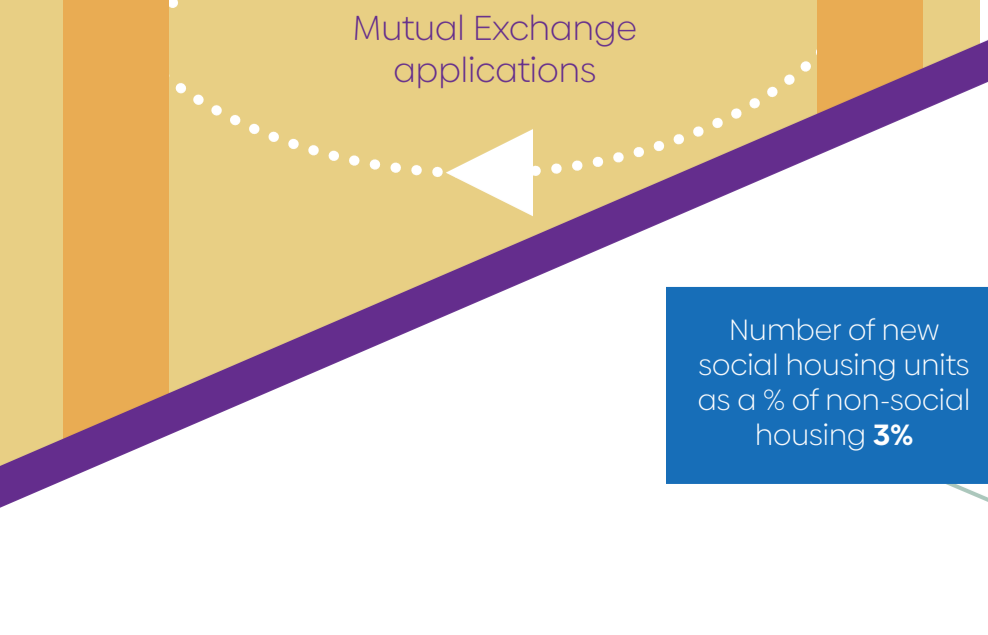 Mutual Exchange
applications
Number of new
social housing units
as a % of non-social
housing 3%